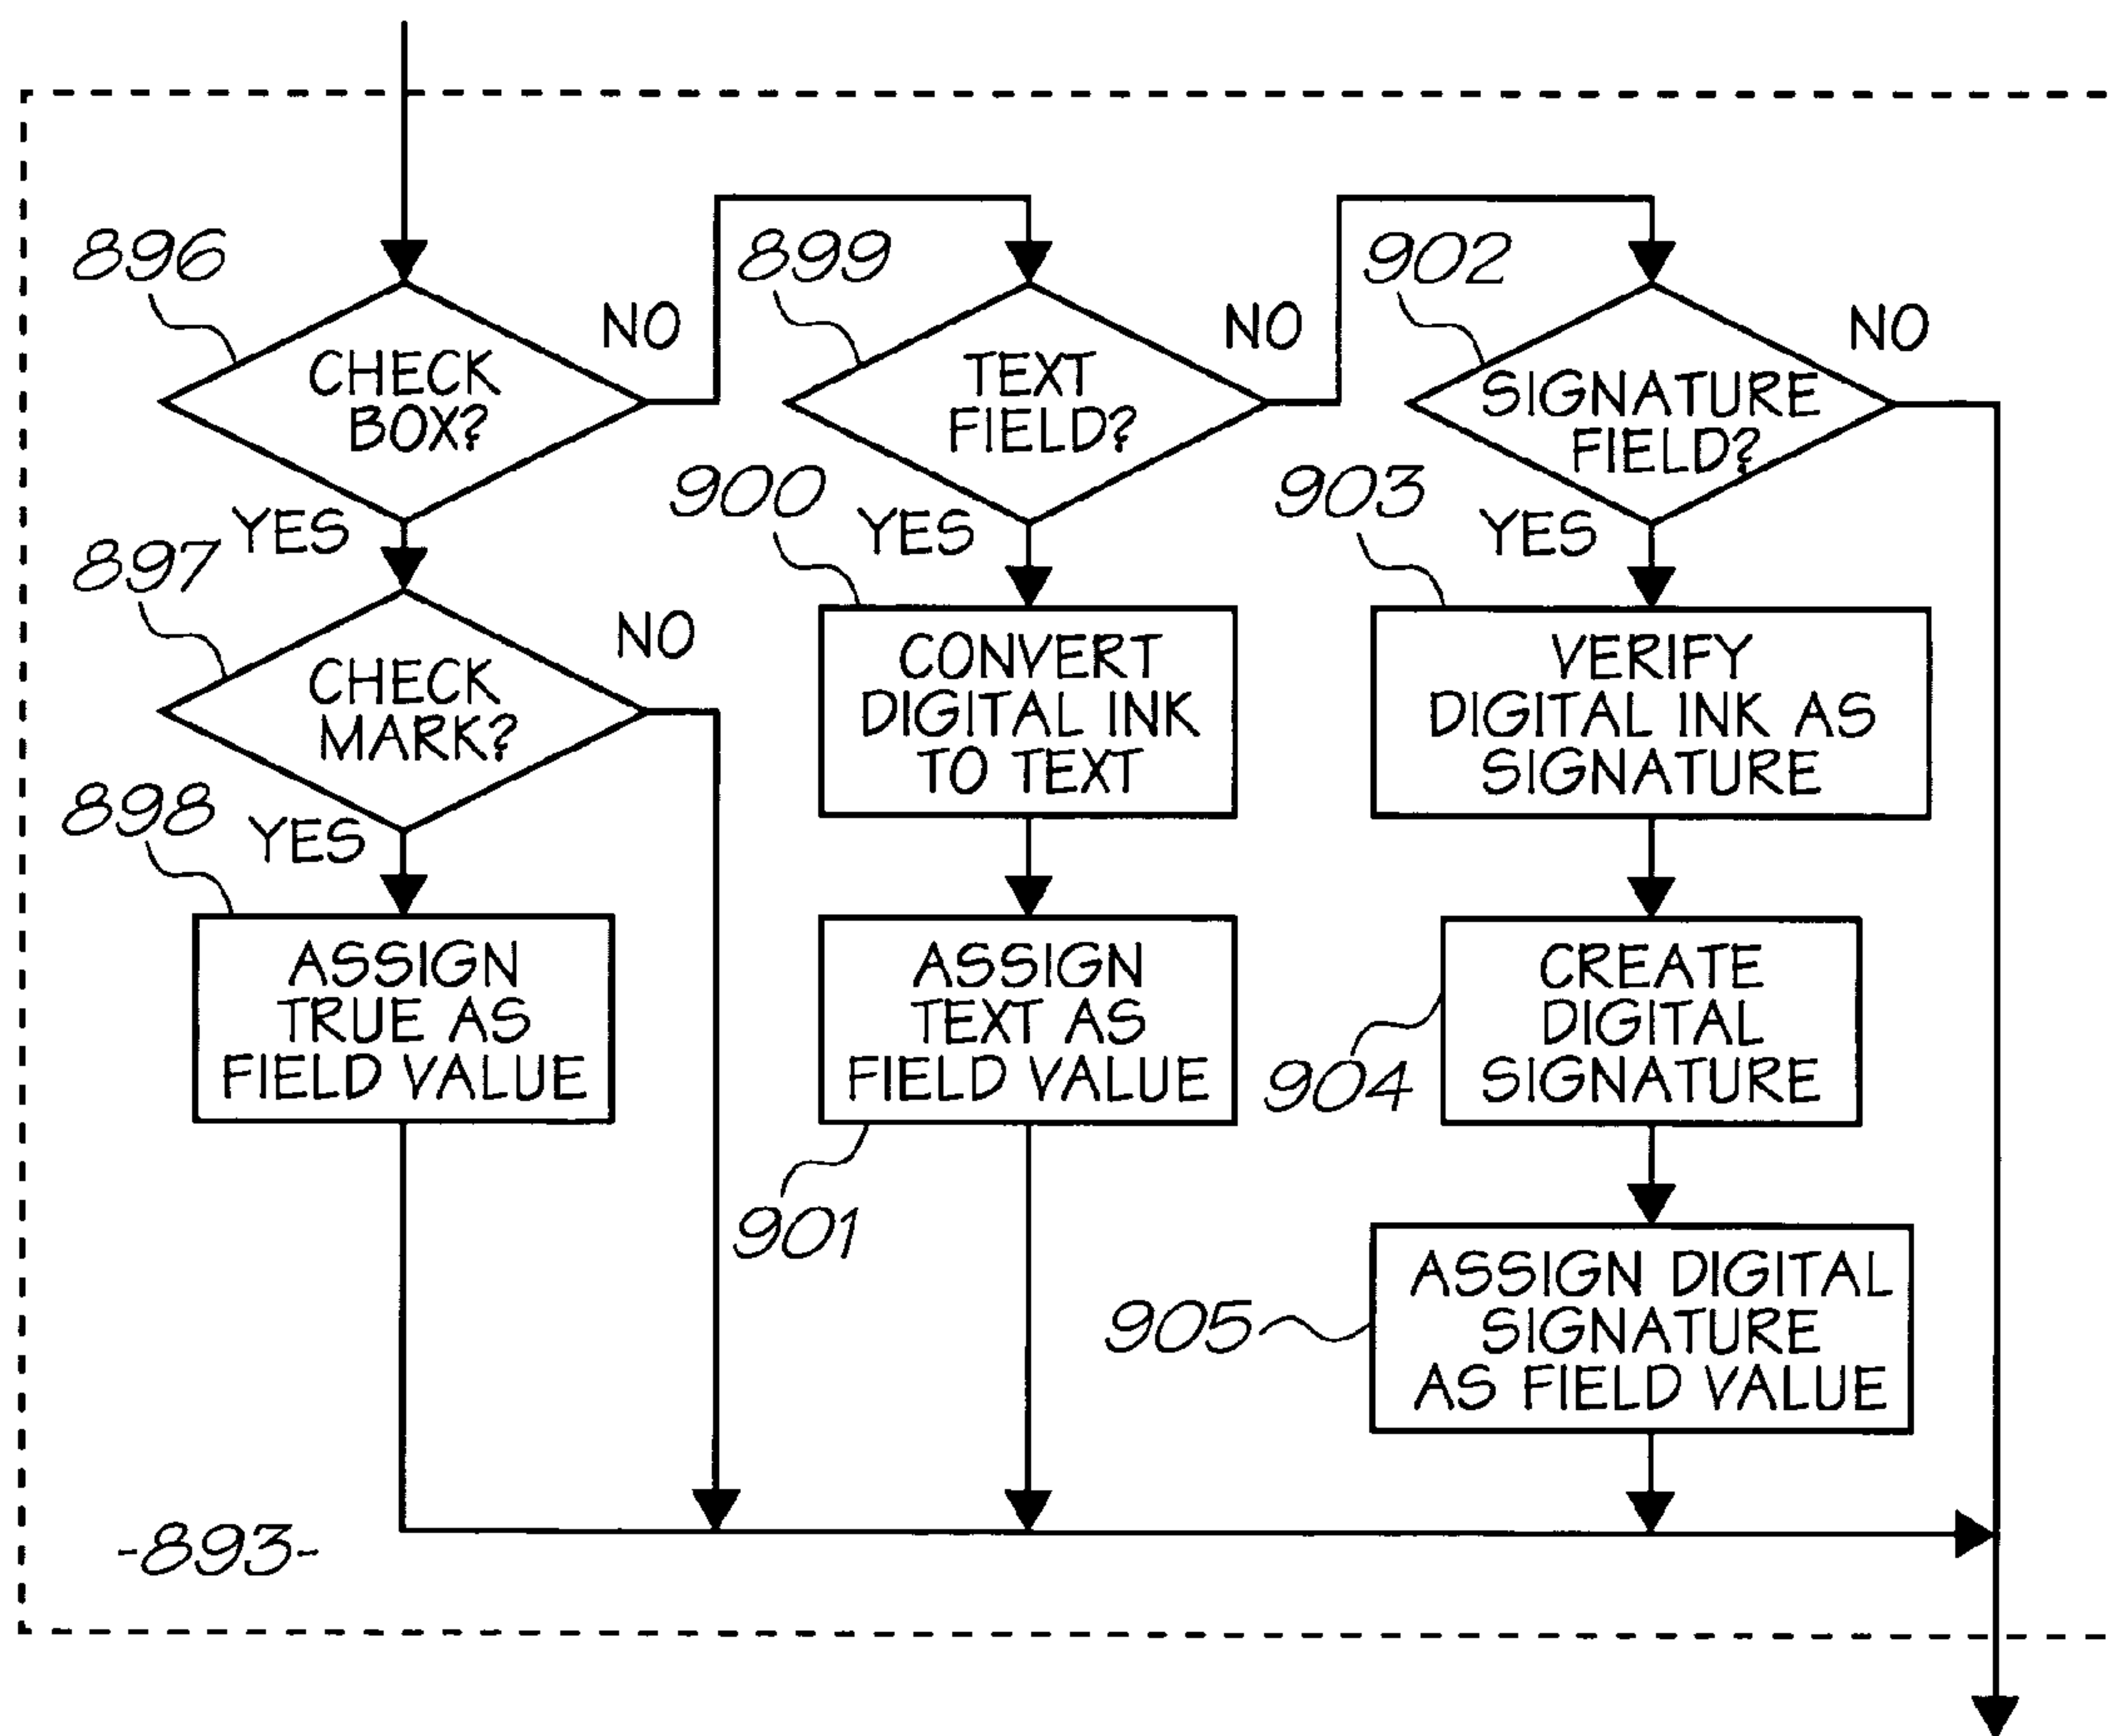 896
CHECK
BOX?
NO
YES
897
CHECK
MARK?
NO
YES
898
ASSIGN
TRUE AS
FIELD VALUE
899
TEXT
FIELD?
NO
YES
900
CONVERT
DIGITAL INK
TO TEXT
ASSIGN
TEXT AS
FIELD VALUE
901
902
SIGNATURE
FIELD?
NO
YES
903
VERIFY
DIGITAL INK AS
SIGNATURE
CREATE
DIGITAL
SIGNATURE
904
ASSIGN DIGITAL
SIGNATURE
AS FIELD VALUE
905
-893-